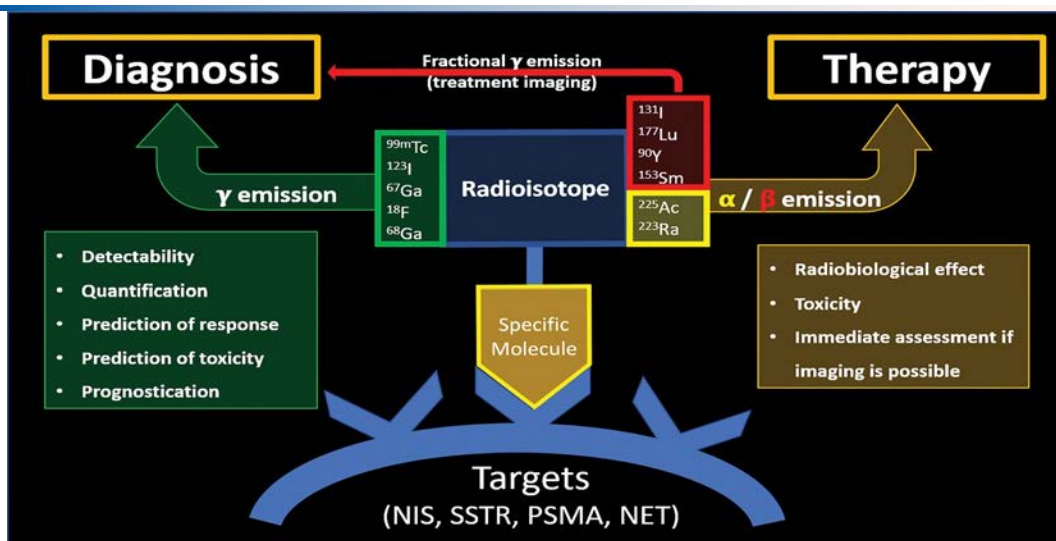 Diagnosis
Fractional γ emission
(treatment imaging)
Therapy
⁹⁹ᵐTc
¹²³I
⁶⁷Ga
¹⁸F
⁶⁸Ga
Radioisotope
¹³¹I
¹⁷⁷Lu
⁹⁰Y
¹⁵³Sm
²²⁵Ac
²²³Ra
γ emission
α / β emission
• Detectability
• Quantification
• Prediction of response
• Prediction of toxicity
• Prognostication
Specific
Molecule
• Radiobiological effect
• Toxicity
• Immediate assessment if
imaging is possible
Targets
(NIS, SSTR, PSMA, NET)